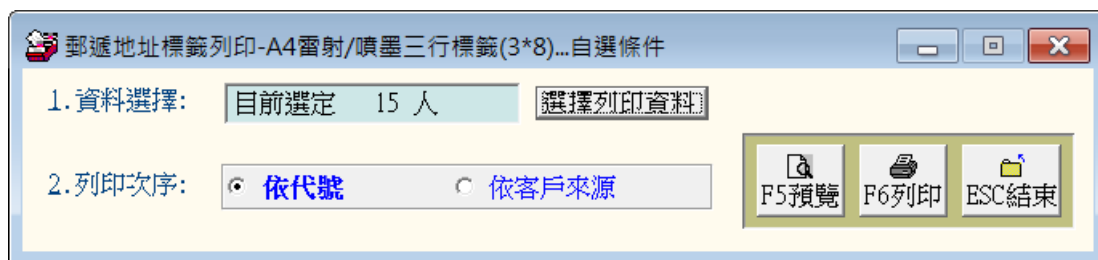 郵遞地址標籤列印-A4雷射/噴墨三行標籤(3*8)...自選條件
1.資料選擇: 目前選定 15 人 選擇列印資料
2.列印次序: 依代號 依客戶來源
F5預覽 F6列印 ESC結束